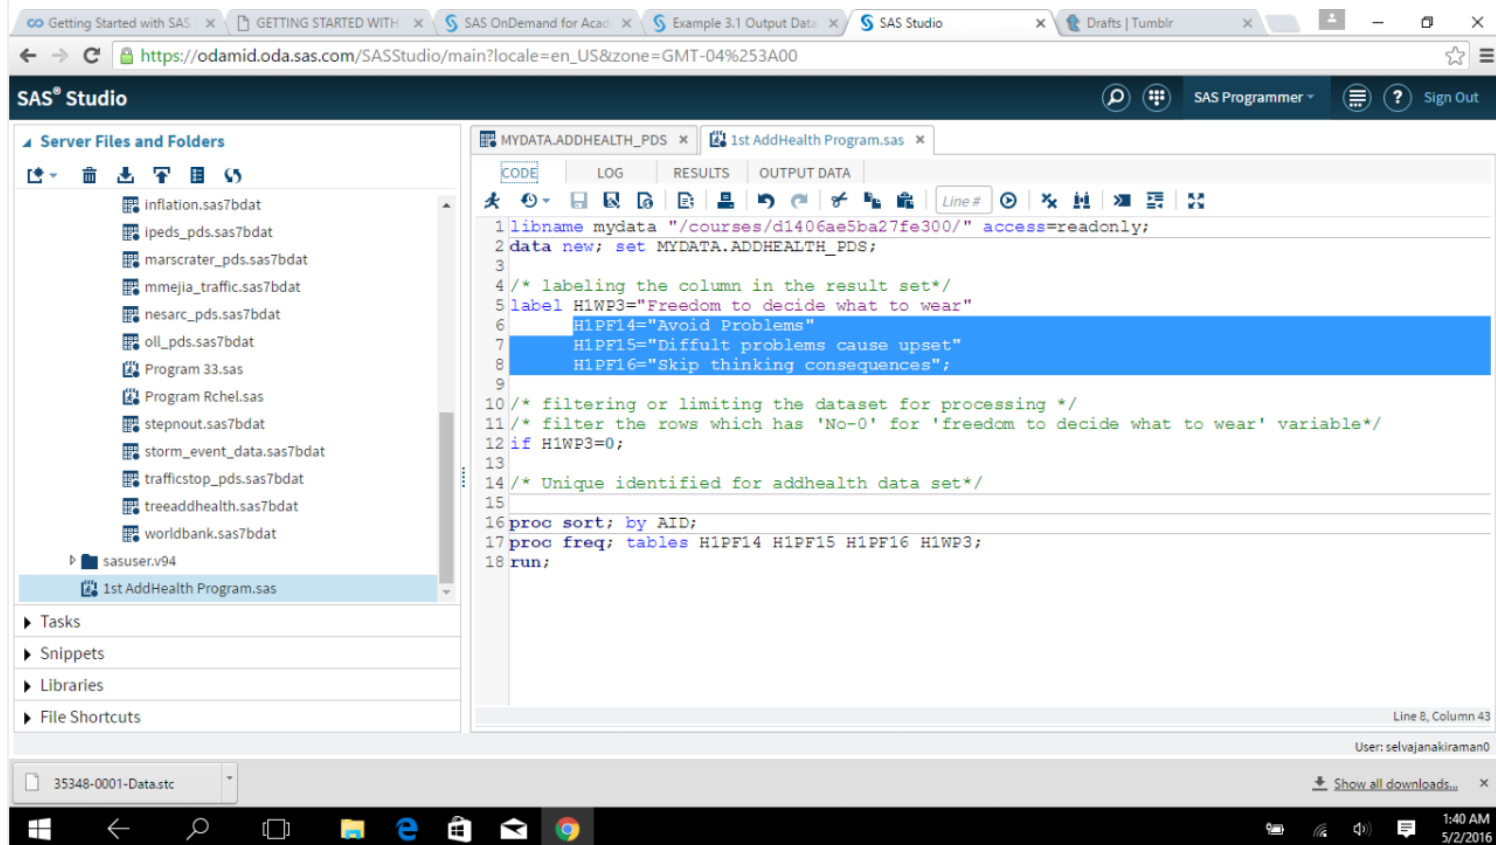 Getting Started with SAS
GETTING STARTED WITH
SAS OnDemand for Acad
Example 3.1 Output Data
SAS Studio
Drafts | Tumblr
https://odamid.oda.sas.com/SASStudio/main?locale=en_US&zone=GMT-04%253A00
SAS® Studio
SAS Programmer
Sign Out
Server Files and Folders
inflation.sas7bdat
ipeds_pds.sas7bdat
marscrater_pds.sas7bdat
mmejia_traffic.sas7bdat
nesarc_pds.sas7bdat
oll_pds.sas7bdat
Program 33.sas
Program Rchel.sas
stepnout.sas7bdat
storm_event_data.sas7bdat
trafficstop_pds.sas7bdat
treeaddhealth.sas7bdat
worldbank.sas7bdat
sasuser.v94
1st AddHealth Program.sas
Tasks
Snippets
Libraries
File Shortcuts
MYDATA.ADDHEALTH_PDS
1st AddHealth Program.sas
CODE LOG RESULTS OUTPUT DATA
Line #
1 libname mydata "/courses/d1406ae5ba27fe300/" access=readonly;
2 data new; set MYDATA.ADDHEALTH_PDS;
3
4 /* labeling the column in the result set*/
5 label H1WP3="Freedom to decide what to wear"
6 H1PF14="Avoid Problems"
7 H1PF15="Diffult problems cause upset"
8 H1PF16="Skip thinking consequences";
9
10 /* filtering or limiting the dataset for processing */
11 /* filter the rows which has 'No-0' for 'freedom to decide what to wear' variable*/
12 if H1WP3=0;
13
14 /* Unique identified for addhealth data set*/
15
16 proc sort; by AID;
17 proc freq; tables H1PF14 H1PF15 H1PF16 H1WP3;
18 run;
Line 8, Column 43
User: selvajanakiraman0
35348-0001-Data.stc
Show all downloads...
1:40 AM
5/2/2016